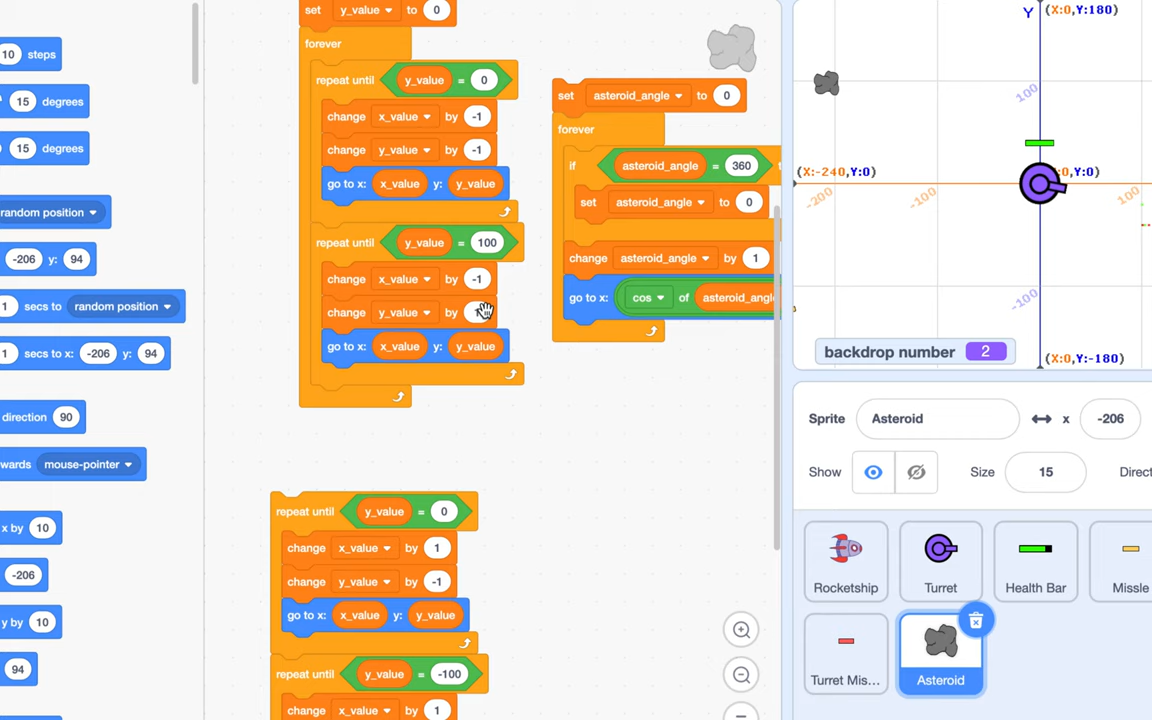 set y_value to 0
forever
repeat until y_value = 0
change x_value by -1
change y_value by -1
go to x: x_value y: y_value
repeat until y_value = 100
change x_value by -1
change y_value by
go to x: x_value y: y_value
set asteroid_angle to 0
forever
if asteroid_angle = 360
set asteroid_angle to 0
change asteroid_angle by 1
go to x: cos of asteroid_angle
repeat until y_value = 0
change x_value by 1
change y_value by -1
go to x: x_value y: y_value
repeat until y_value = -100
change x_value by 1
10 steps
15 degrees
15 degrees
random position
-206 y: 94
1 secs to random position
1 secs to x: -206 y: 94
direction 90
wards mouse-pointer
x by 10
-206
y by 10
94
Y (X:0,Y:180)
100
(X:-240,Y:0)
:0,Y:0)
-200
-100
100
-100
(X:0,Y:-180)
backdrop number 2
Sprite Asteroid x -206
Show Size 15 Direct
Rocketship
Turret
Health Bar
Missle
Turret Mis...
Asteroid